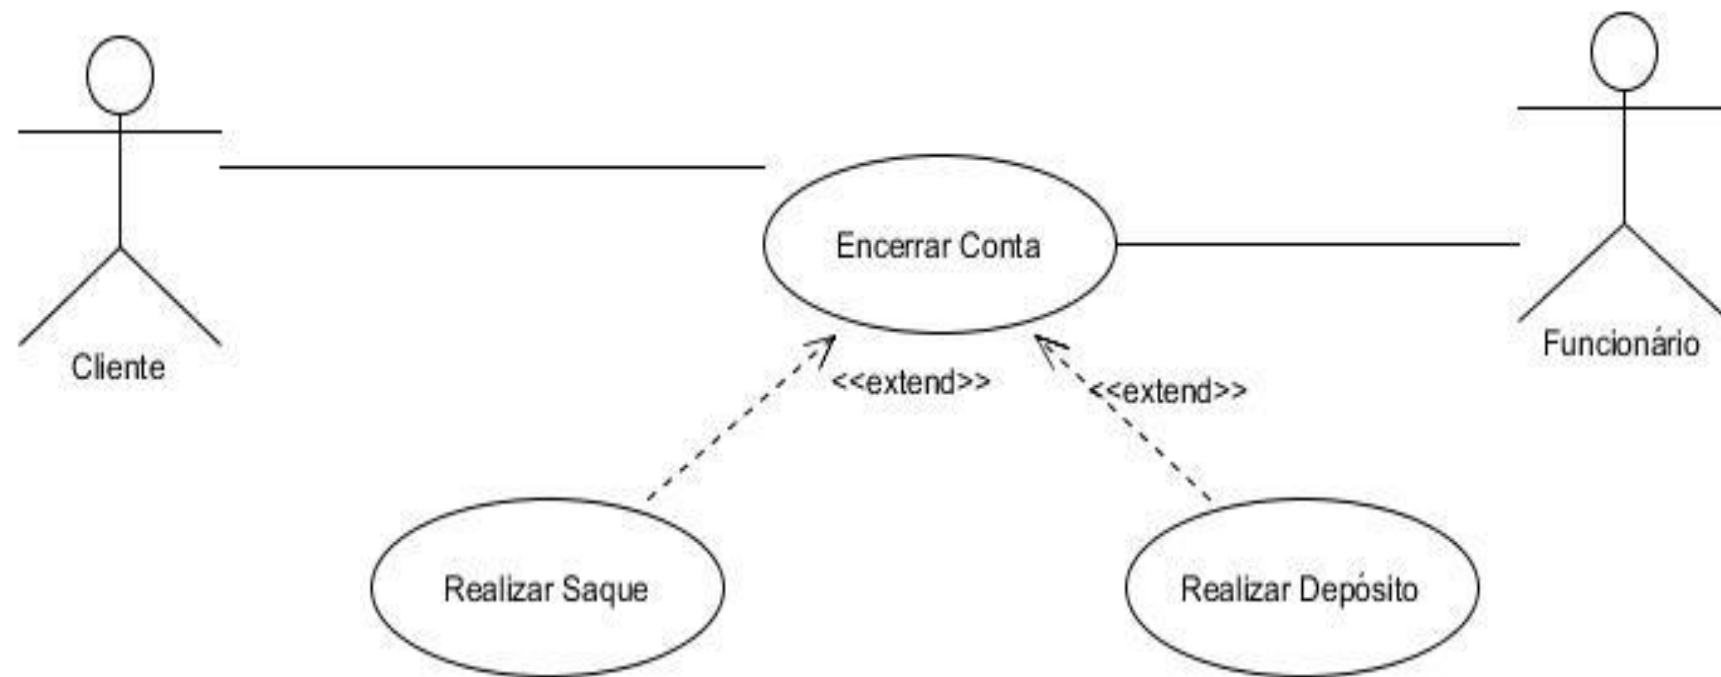 Encerrar Conta
Cliente
Funcionário
<<extend>>
<<extend>>
Realizar Saque
Realizar Depósito